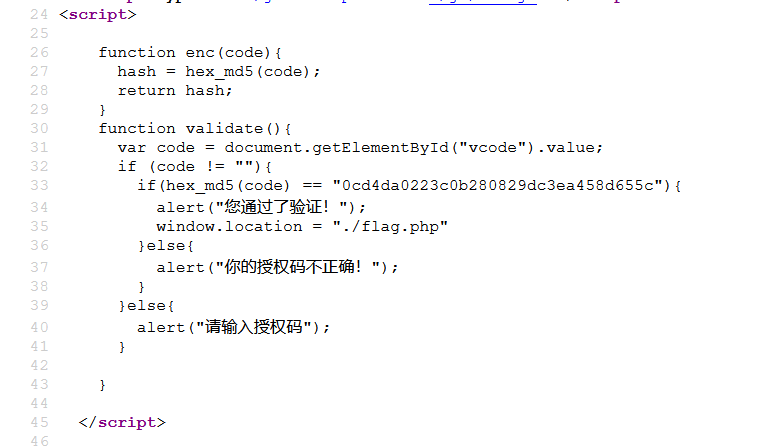 24 <script>
25
26 function enc(code){
27 hash = hex_md5(code);
28 return hash;
29 }
30 function validate(){
31 var code = document.getElementById("vcode").value;
32 if (code != ""){
33 if(hex_md5(code) == "0cd4da0223c0b280829dc3ea458d655c"){
34 alert("您通过了验证！");
35 window.location = "./flag.php"
36 }else{
37 alert("你的授权码不正确！");
38 }
39 }else{
40 alert("请输入授权码");
41 }
42
43 }
44
45 </script>
46